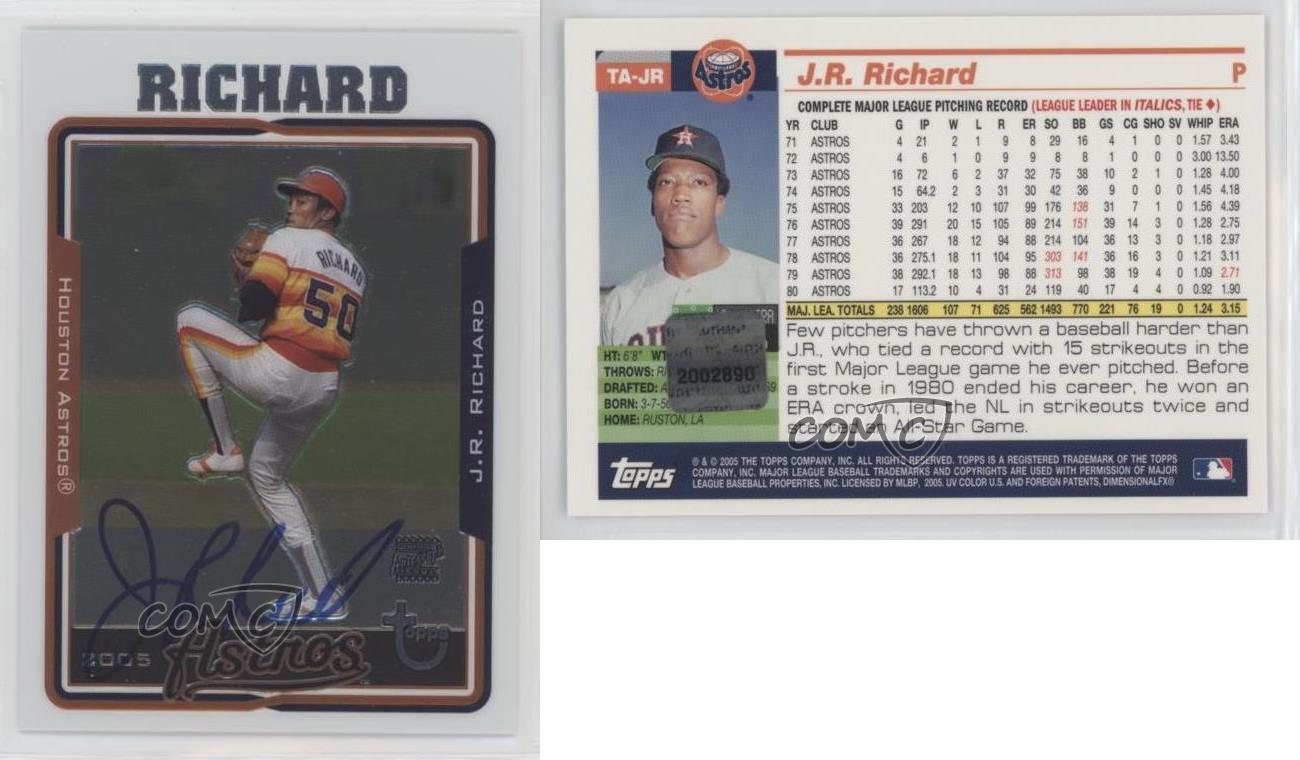 RICHARD
HOUSTON ASTROS®
RICHARD
50
J.R. RICHARD
COMC
2005
Astros
topps
TA-JR
Astros
J.R. Richard
P
COMPLETE MAJOR LEAGUE PITCHING RECORD (LEAGUE LEADER IN ITALICS, TIE ♦)
YR CLUB G IP W L R ER SO BB GS CG SHO SV WHIP ERA
71 ASTROS 4 21 2 1 9 8 29 16 4 1 0 0 1.57 3.43
72 ASTROS 4 6 1 0 9 9 8 8 1 0 0 0 3.00 13.50
73 ASTROS 16 72 6 2 37 32 75 38 10 2 1 0 1.28 4.00
74 ASTROS 15 64.2 2 3 31 30 42 36 9 0 0 0 1.45 4.18
75 ASTROS 33 203 12 10 107 99 176 138 31 7 1 0 1.56 4.39
76 ASTROS 39 291 20 15 105 89 214 151 39 14 3 0 1.28 2.75
77 ASTROS 36 267 18 12 94 88 214 104 36 13 3 0 1.18 2.97
78 ASTROS 36 275.1 18 11 104 95 303 141 36 16 3 0 1.21 3.11
79 ASTROS 38 292.1 18 13 98 88 313 98 38 19 4 0 1.09 2.71
80 ASTROS 17 113.2 10 4 31 24 119 40 17 4 4 0 0.92 1.90
MAJ. LEA. TOTALS 238 1606 107 71 625 562 1493 770 221 76 19 0 1.24 3.15
Few pitchers have thrown a baseball harder than
J.R., who tied a record with 15 strikeouts in the
first Major League game he ever pitched. Before
a stroke in 1980 ended his career, he won an
ERA crown, led the NL in strikeouts twice and
started an All-Star Game.
HT: 6'8" WT
THROWS:
DRAFTED:
BORN: 3-7-5
HOME: RUSTON, LA
2002890
COMC
topps
® & © 2005 THE TOPPS COMPANY, INC. ALL RIGHTS RESERVED. TOPPS IS A REGISTERED TRADEMARK OF THE TOPPS
COMPANY, INC. MAJOR LEAGUE BASEBALL TRADEMARKS AND COPYRIGHTS ARE USED WITH PERMISSION OF MAJOR
LEAGUE BASEBALL PROPERTIES, INC. LICENSED BY MLBP, 2005. UV COLOR U.S. AND FOREIGN PATENTS, DIMENSIONALFX®